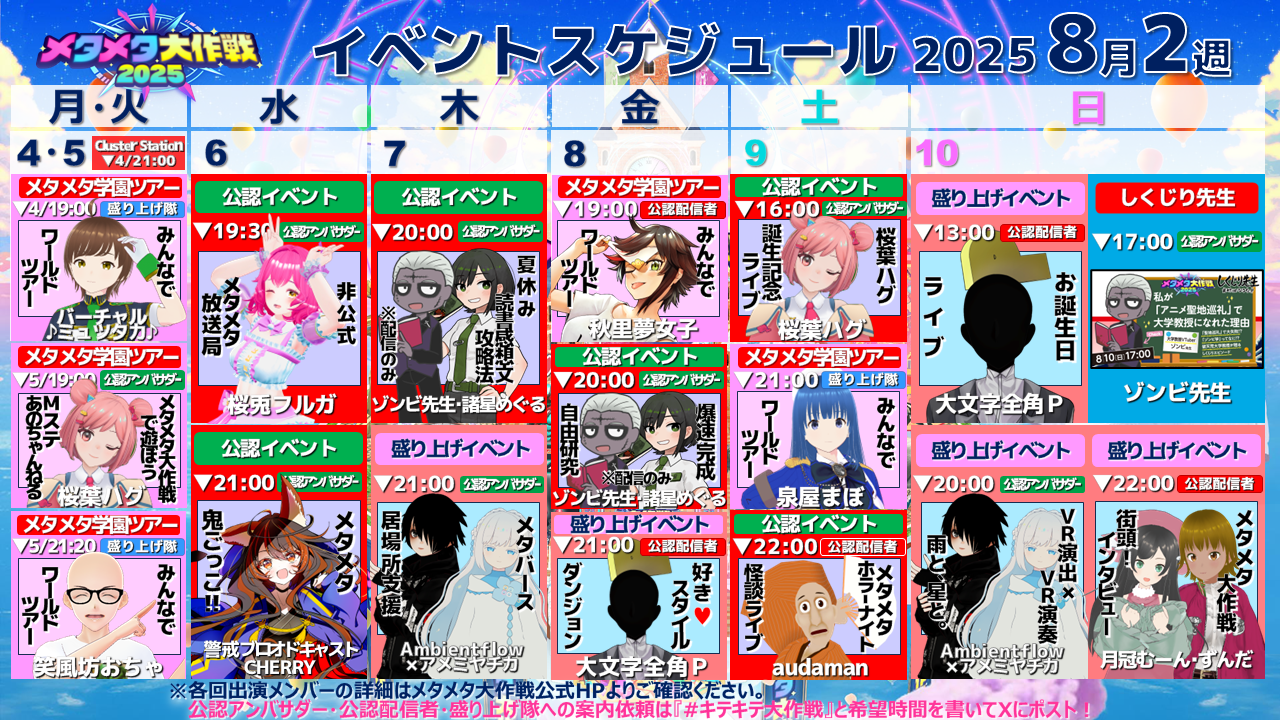 メタメタ大作戦
2025
イベントスケジュール 2025 8月2週
月・火
水
木
金
土
日
4・5
Cluster Station
▼4/21:00
6
7
8
9
10
メタメタ学園ツアー
▼4/19:00 盛り上げ隊
みんなで
ワールド
ツアー
バーチャル
♪ミュッタカ♪
メタメタ学園ツアー
▼5/19:00 公認アンバサダー
メタメタ大作戦
で遊ぼう
Mステ
あのちゃんねる
桜葉ハグ
メタメタ学園ツアー
▼5/21:20 盛り上げ隊
みんなで
ワールド
ツアー
笑風坊おちゃ
公認イベント
▼19:30 公認アンバサダー
非公式
メタメタ
放送局
桜兎フルガ
公認イベント
▼21:00 公認アンバサダー
メタメタ
鬼ごっこ!!
警戒ブロオドキャスト
CHERRY
公認イベント
▼20:00 公認アンバサダー
夏休み
読書感想文
攻略法
※配信のみ
ゾンビ先生・諸星めぐる
盛り上げイベント
▼21:00 公認アンバサダー
メタバース
居場所支援
Ambientflow
×アメミヤチカ
メタメタ学園ツアー
▼19:00 公認配信者
みんなで
ワールド
ツアー
秋里夢女子
公認イベント
▼20:00 公認アンバサダー
爆速完成
自由研究
※配信のみ
ゾンビ先生・諸星めぐる
盛り上げイベント
▼21:00 公認配信者
好き♥
スタイル
ダンジョン
大文字全角P
公認イベント
▼16:00 公認アンバサダー
桜葉ハグ
誕生記念
ライブ
桜葉ハグ
メタメタ学園ツアー
▼21:00 盛り上げ隊
みんなで
ワールド
ツアー
泉屋まぼ
公認イベント
▼22:00 公認配信者
メタメタ
ホラーナイト
怪談ライブ
audaman
盛り上げイベント
▼13:00 公認配信者
お誕生日
ライブ
大文字全角P
しくじり先生
▼17:00 公認アンバサダー
メタメタ大作戦
2025
しくじり先生
私が
「アニメ聖地巡礼」で
大学教授になれた理由
ゾンビ先生
8/10(日)17:00
ゾンビ先生
盛り上げイベント
▼20:00 公認アンバサダー
VR演出×
VR演奏
雨と、星と。
Ambientflow
×アメミヤチカ
盛り上げイベント
▼22:00 公認配信者
メタメタ
大作戦
街頭!
インタビュー
月冠むーん・ずんだ
※各回出演メンバーの詳細はメタメタ大作戦公式HPよりご確認ください。
公認アンバサダー・公認配信者・盛り上げ隊への案内依頼は『#キテキテ大作戦』と希望時間を書いてXにポスト！